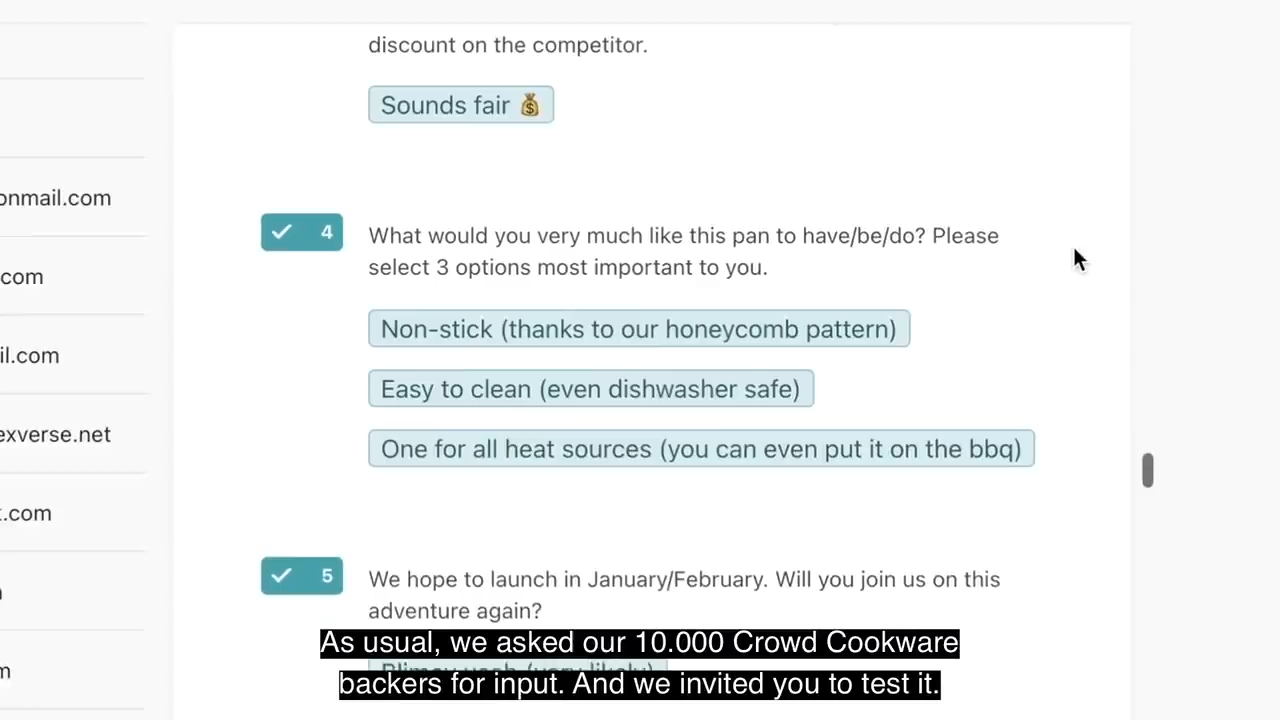 discount on the competitor.
Sounds fair 💰
onmail.com
4
What would you very much like this pan to have/be/do? Please
select 3 options most important to you.
.com
Non-stick (thanks to our honeycomb pattern)
il.com
Easy to clean (even dishwasher safe)
exverse.net
One for all heat sources (you can even put it on the bbq)
.com
5
We hope to launch in January/February. Will you join us on this
adventure again?
As usual, we asked our 10.000 Crowd Cookware
Blimey yeah (very likely)
backers for input. And we invited you to test it.